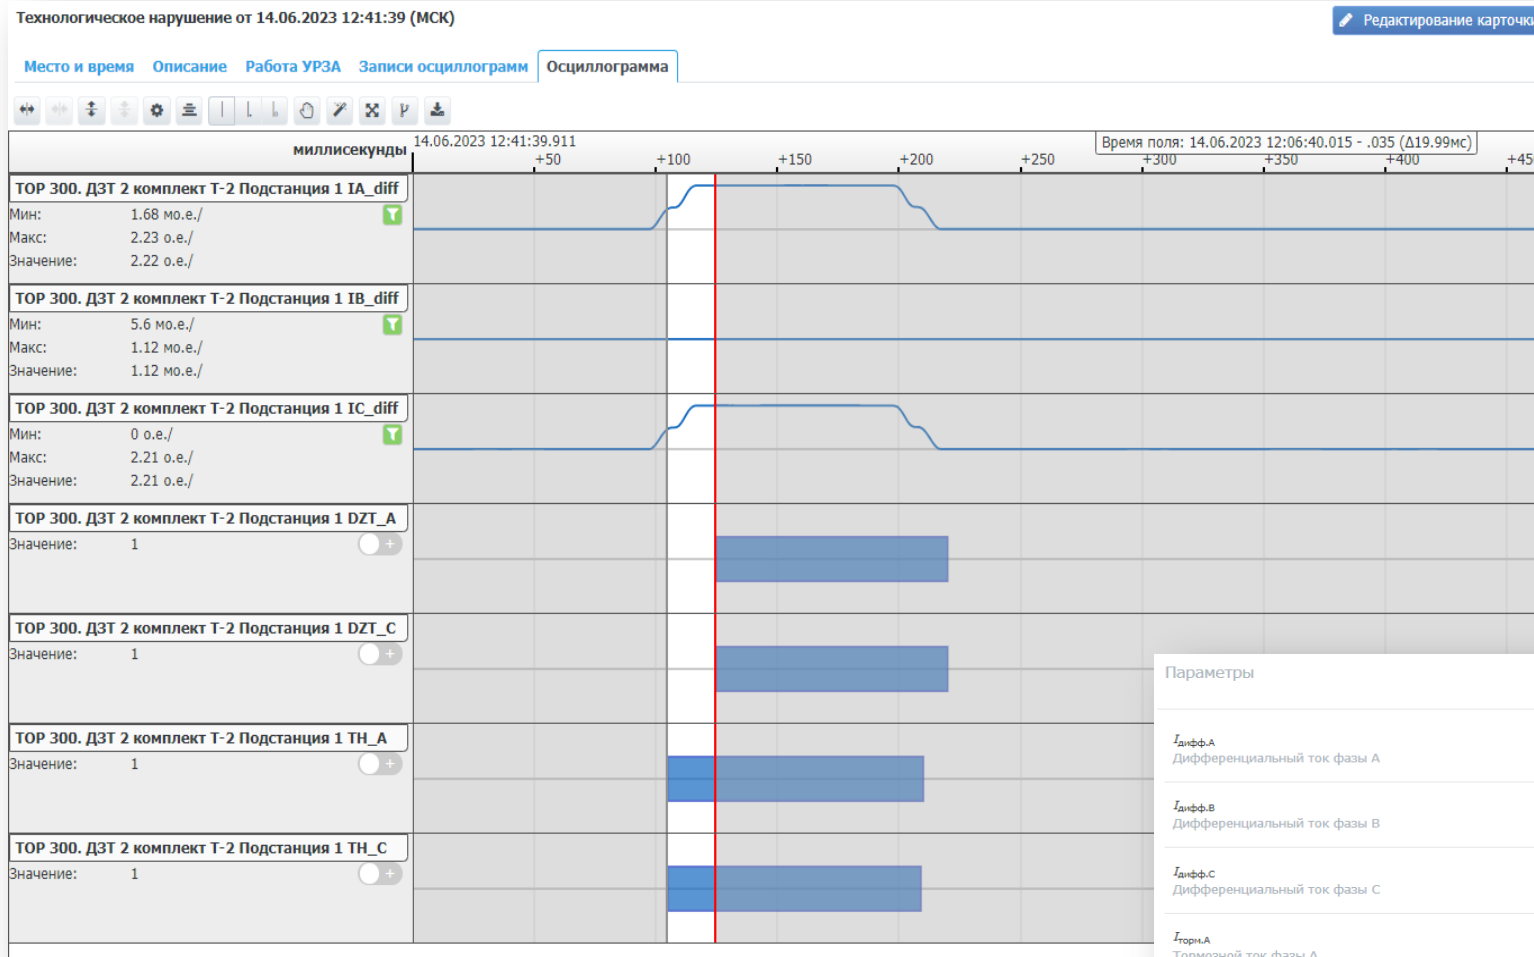 Технологическое нарушение от 14.06.2023 12:41:39 (МСК)
Редактирование карточки
Место и время Описание Работа УРЗА Записи осциллограмм Осциллограмма
миллисекунды
14.06.2023 12:41:39.911
Время поля: 14.06.2023 12:06:40.015 - .035 (Δ19.99мс)
+50 +100 +150 +200 +250 +300 +350 +400 +45
ТОР 300. ДЗТ 2 комплект Т-2 Подстанция 1 IA_diff
Мин: 1.68 мо.е./
Макс: 2.23 о.е./
Значение: 2.22 о.е./
ТОР 300. ДЗТ 2 комплект Т-2 Подстанция 1 IB_diff
Мин: 5.6 мо.е./
Макс: 1.12 мо.е./
Значение: 1.12 мо.е./
ТОР 300. ДЗТ 2 комплект Т-2 Подстанция 1 IC_diff
Мин: 0 о.е./
Макс: 2.21 о.е./
Значение: 2.21 о.е./
ТОР 300. ДЗТ 2 комплект Т-2 Подстанция 1 DZT_A
Значение: 1
ТОР 300. ДЗТ 2 комплект Т-2 Подстанция 1 DZT_C
Значение: 1
ТОР 300. ДЗТ 2 комплект Т-2 Подстанция 1 TH_A
Значение: 1
ТОР 300. ДЗТ 2 комплект Т-2 Подстанция 1 TH_C
Значение: 1
Параметры
Iдифф.A
Дифференциальный ток фазы A
Iдифф.B
Дифференциальный ток фазы B
Iдифф.C
Дифференциальный ток фазы C
Iторм.A
Тормозной ток фазы A